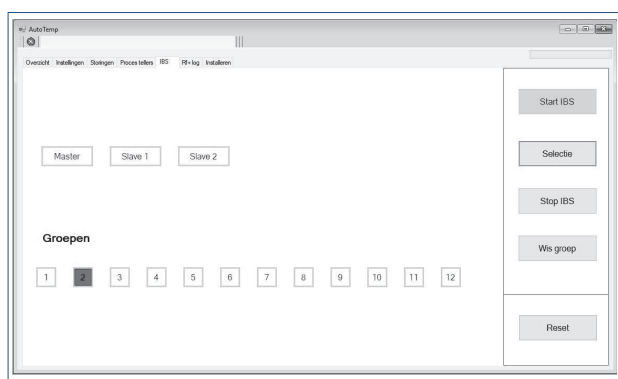 AutoTemp
Overzicht Instellingen Storingen Proces tellers IBS Rf+log Installeren
Start IBS
Master Slave 1 Slave 2
Selectie
Stop IBS
Groepen
Wis groep
1 2 3 4 5 6 7 8 9 10 11 12
Reset